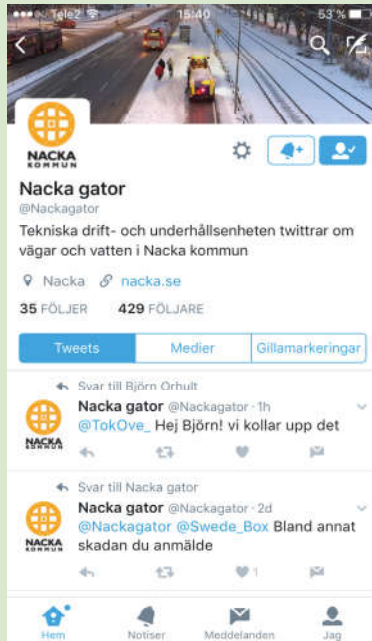 Tele2 15:40 53 %
NACKA
KOMMUN
Nacka gator
@Nackagator
Tekniska drift- och underhållsenheten twittrar om
vägar och vatten i Nacka kommun
Nacka nacka.se
35 FÖLJER 429 FÖLJARE
Tweets Medier Gillamarkeringar
Svar till Björn Orhult
NACKA
KOMMUN
Nacka gator @Nackagator · 1h
@TokOve_ Hej Björn! vi kollar upp det
Svar till Nacka gator
NACKA
KOMMUN
Nacka gator @Nackagator · 2d
@Nackagator @Swede_Box Bland annat
skadan du anmälde
1
Hem Notiser Meddelanden Jag